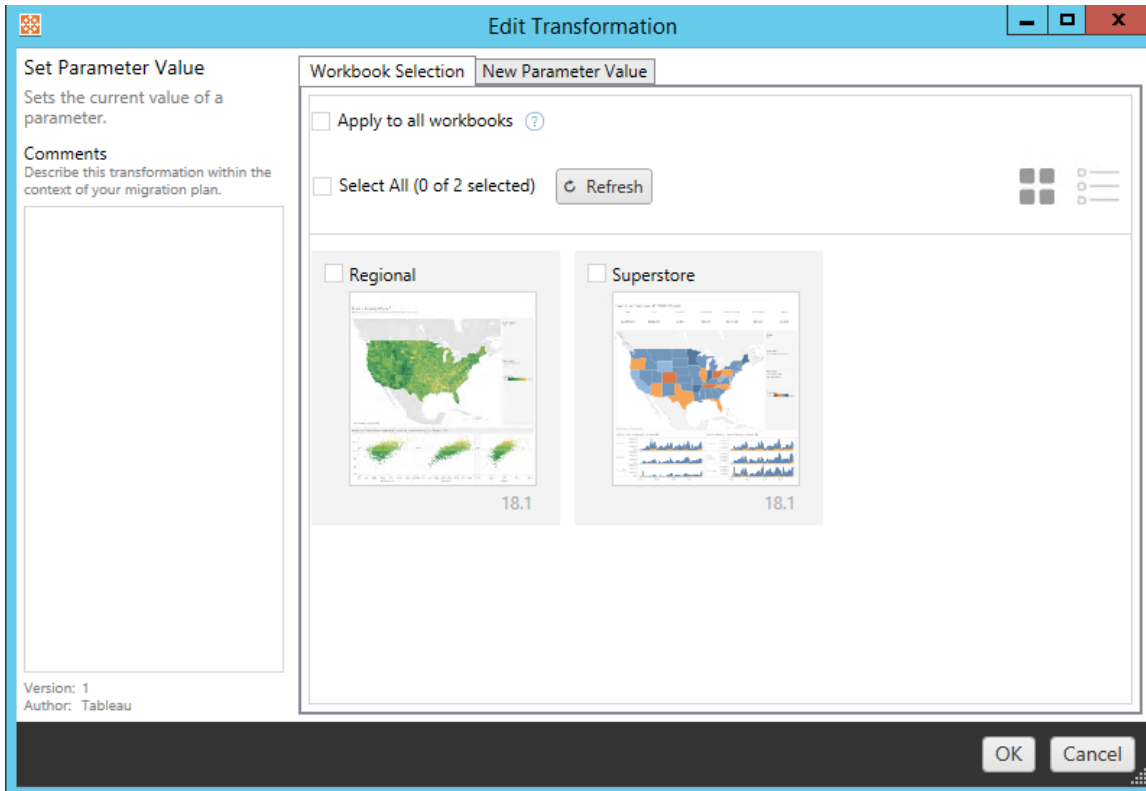 Edit Transformation
X
Set Parameter Value
Sets the current value of a
parameter.
Comments
Describe this transformation within the
context of your migration plan.
Version: 1
Author: Tableau
Workbook Selection
New Parameter Value
Apply to all workbooks ?
Select All (0 of 2 selected)
Refresh
Regional
Superstore
18.1
18.1
OK
Cancel